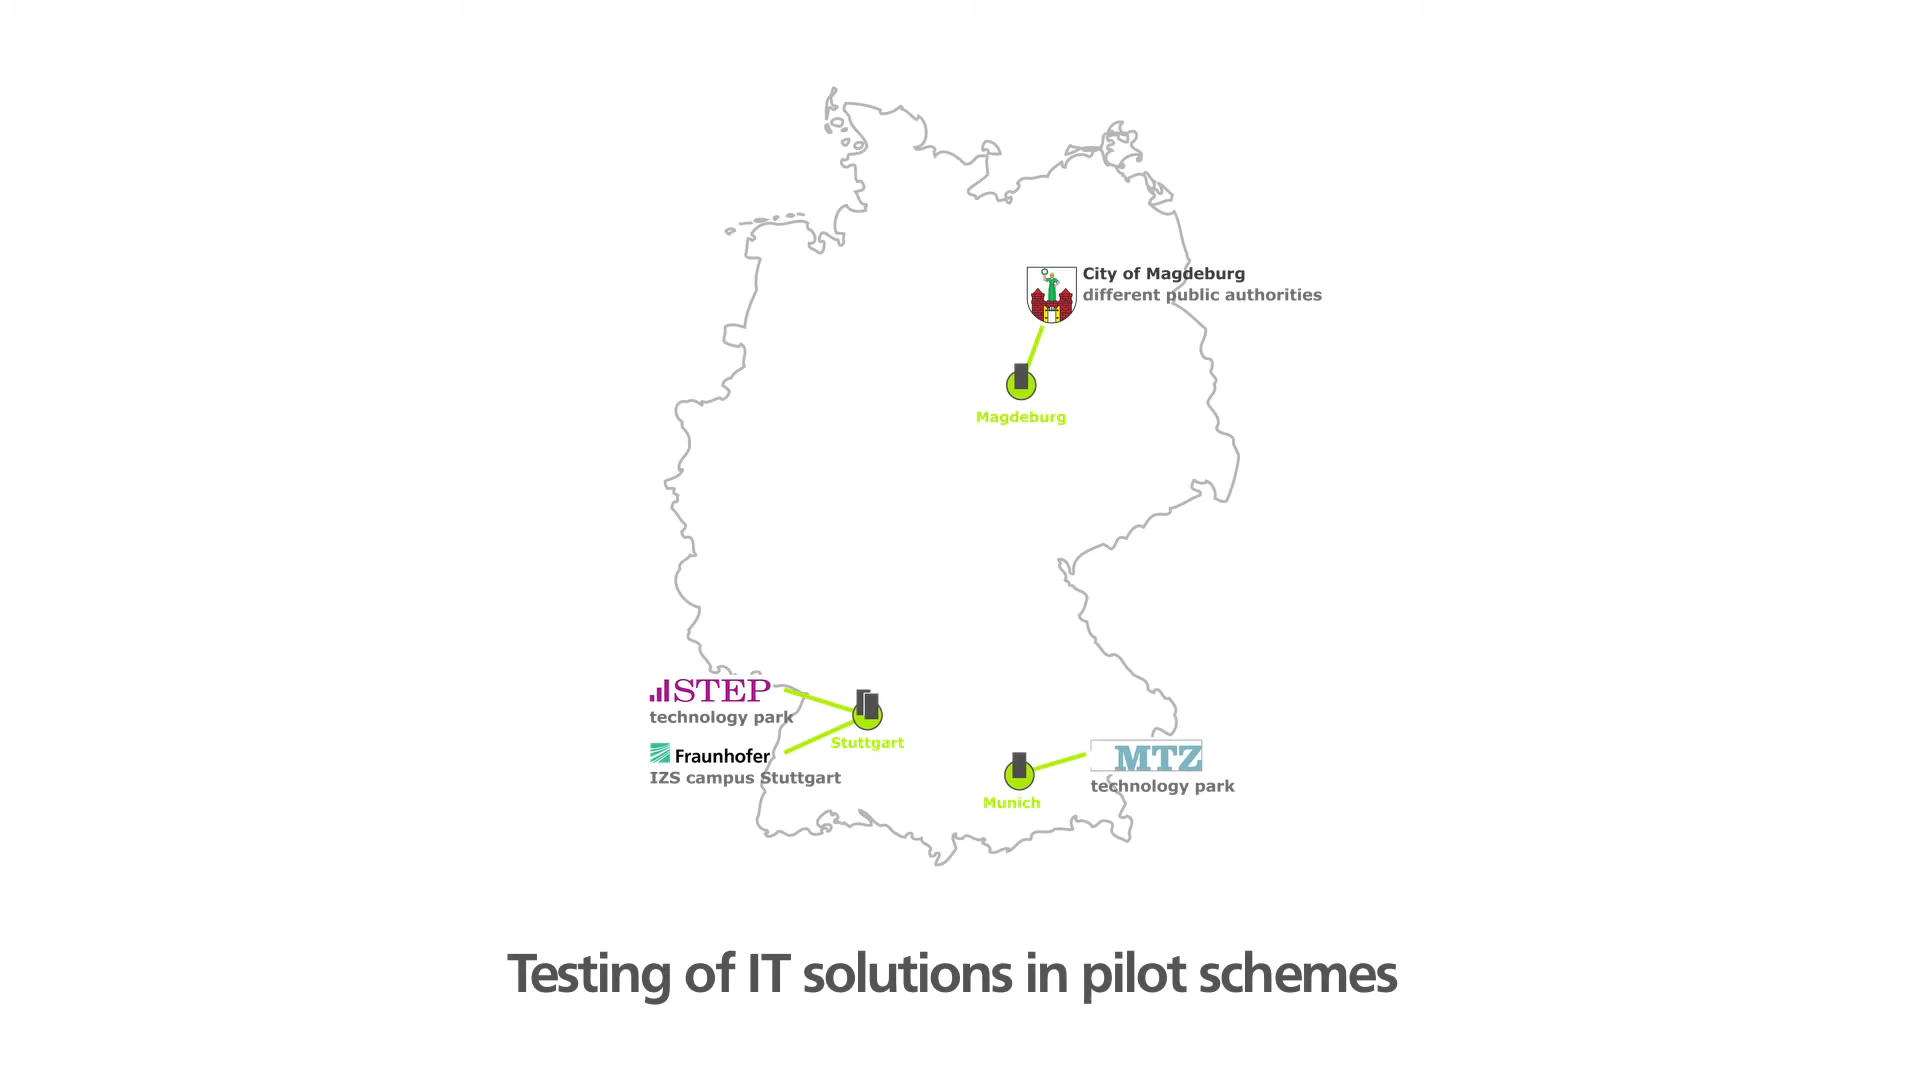 City of Magdeburg
different public authorities
Magdeburg
STEP
technology park
Fraunhofer
IZS campus Stuttgart
Stuttgart
MTZ
technology park
Munich
Testing of IT solutions in pilot schemes